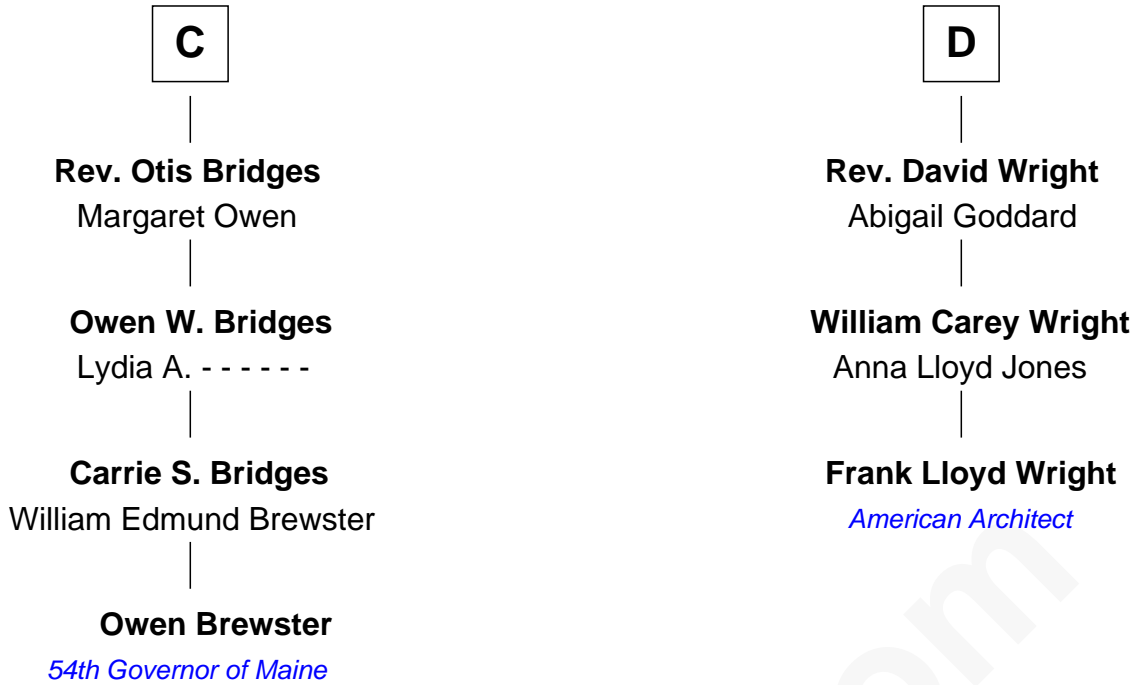 C
Rev. Otis Bridges
Margaret Owen
Owen W. Bridges
Lydia A. - - - - - -
Carrie S. Bridges
William Edmund Brewster
Owen Brewster
54th Governor of Maine
D
Rev. David Wright
Abigail Goddard
William Carey Wright
Anna Lloyd Jones
Frank Lloyd Wright
American Architect
om